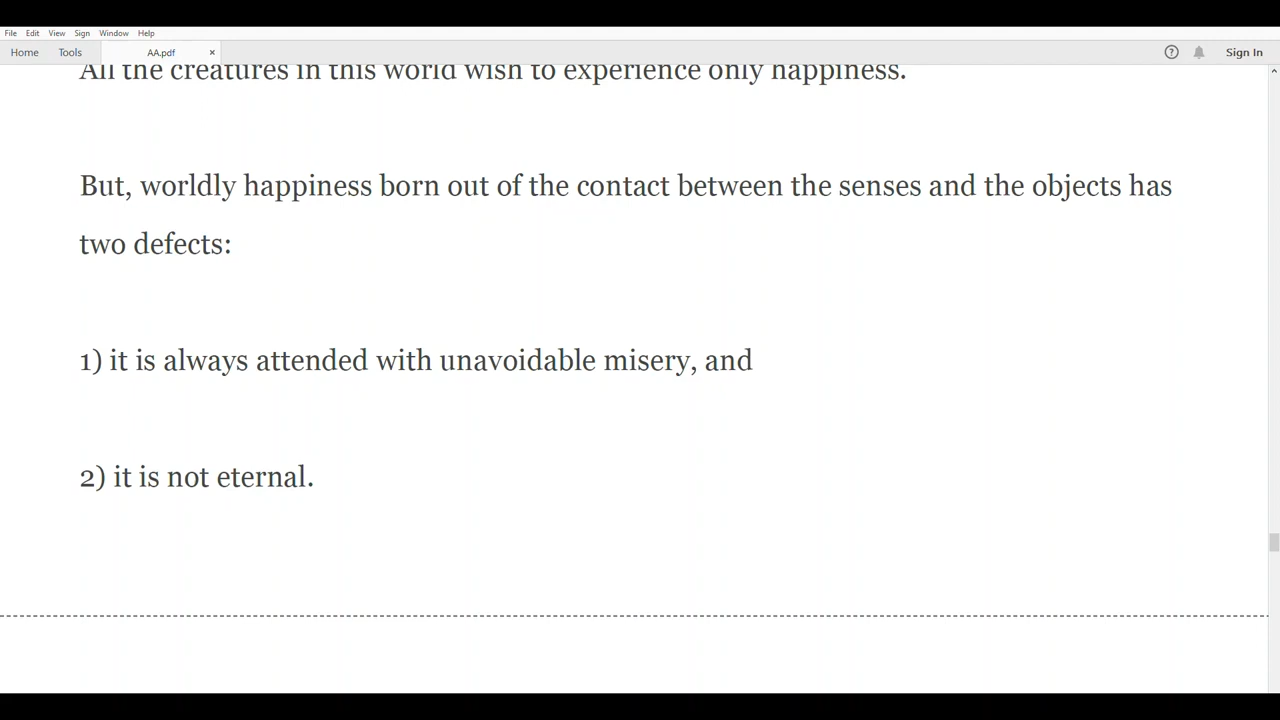 File Edit View Sign Window Help
Home Tools AA.pdf × ? Sign In
All the creatures in this world wish to experience only happiness.
But, worldly happiness born out of the contact between the senses and the objects has
two defects:
1) it is always attended with unavoidable misery, and
2) it is not eternal.